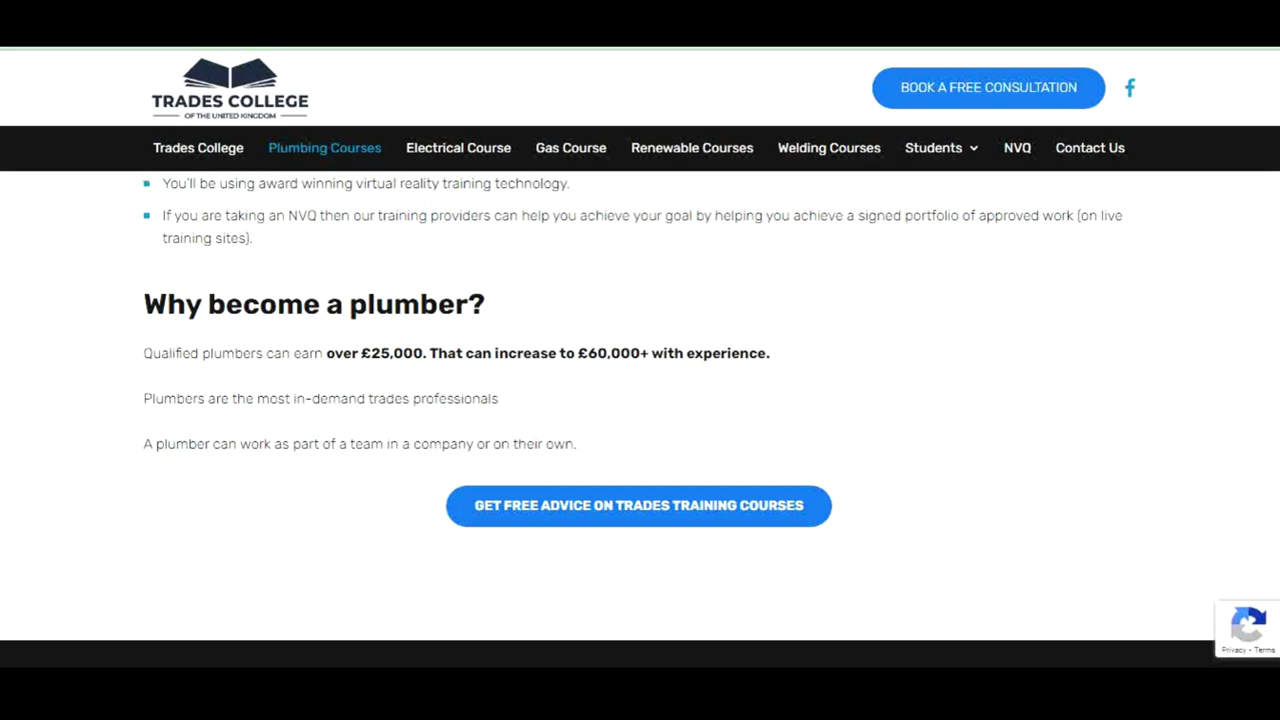 TRADES COLLEGE
OF THE UNITED KINGDOM
BOOK A FREE CONSULTATION
Trades College Plumbing Courses Electrical Course Gas Course Renewable Courses Welding Courses Students NVQ Contact Us
You'll be using award winning virtual reality training technology.
If you are taking an NVQ then our training providers can help you achieve your goal by helping you achieve a signed portfolio of approved work (on live
training sites).
Why become a plumber?
Qualified plumbers can earn over £25,000. That can increase to £60,000+ with experience.
Plumbers are the most in-demand trades professionals
A plumber can work as part of a team in a company or on their own.
GET FREE ADVICE ON TRADES TRAINING COURSES
Privacy - Terms